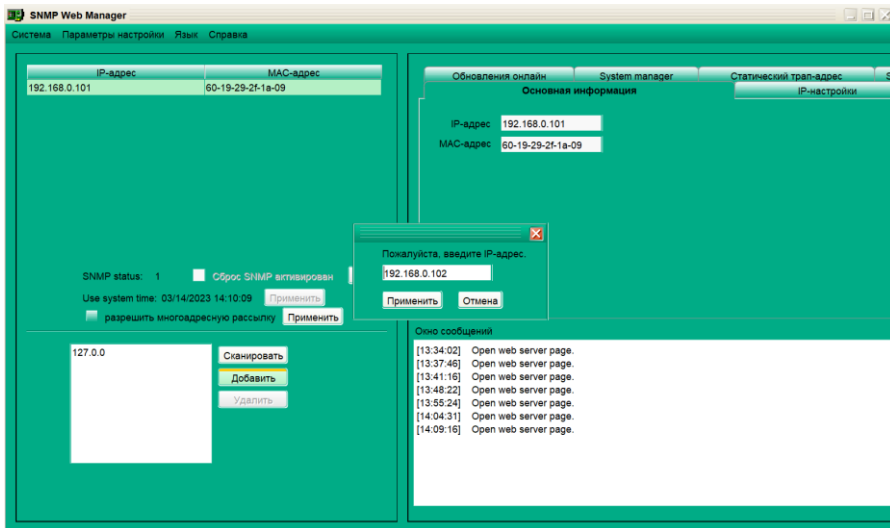 SNMP Web Manager
Система Параметры настройки Язык Справка
IP-адрес МАС-адрес
192.168.0.101 60-19-29-2f-1a-09
SNMP status: 1 Сброс SNMP активирован
Use system time: 03/14/2023 14:10:09 Применить
разрешить многоадресную рассылку Применить
127.0.0
Сканировать
Добавить
Удалить
Обновления онлайн System manager Статический трап-адрес S
Основная информация IP-настройки
IP-адрес 192.168.0.101
МАС-адрес 60-19-29-2f-1a-09
Пожалуйста, введите IP-адрес.
192.168.0.102
Применить Отмена
Окно сообщений
[13:34:02] Open web server page.
[13:37:46] Open web server page.
[13:41:16] Open web server page.
[13:48:22] Open web server page.
[13:55:24] Open web server page.
[14:04:31] Open web server page.
[14:09:16] Open web server page.